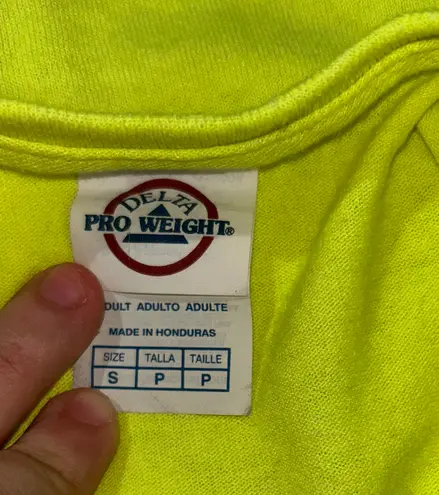 DELTA
PRO WEIGHT®
DULT ADULTO ADULTE
MADE IN HONDURAS
SIZE TALLA TAILLE
S P P